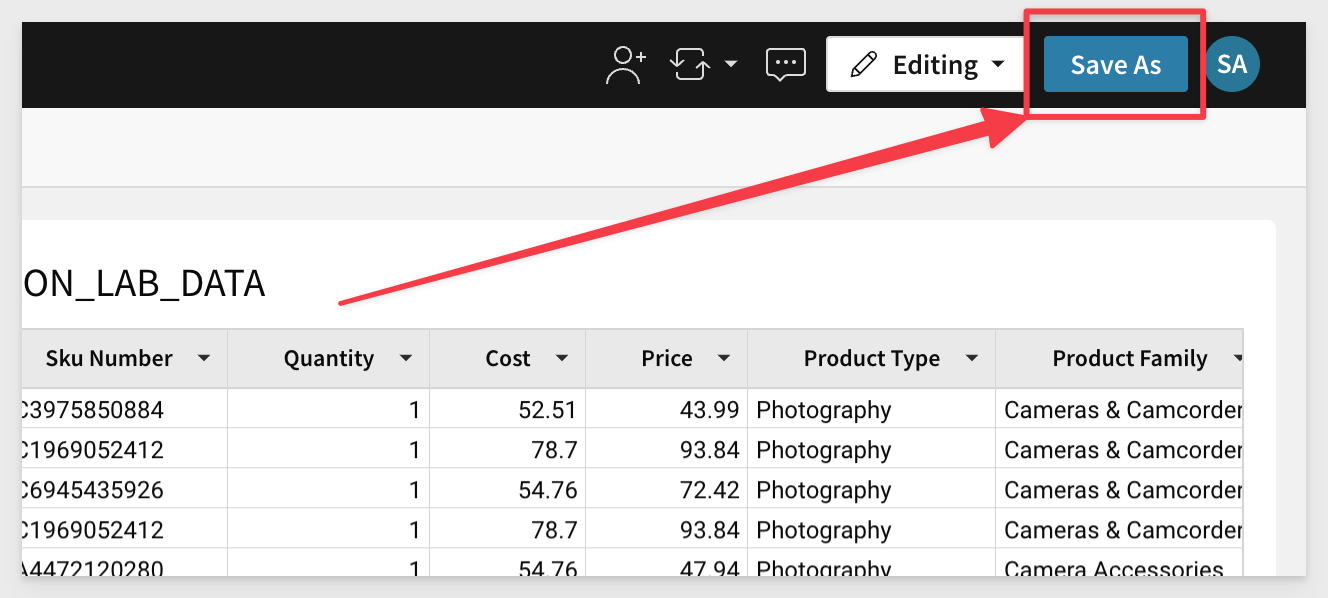 Editing Save As SA
ON_LAB_DATA
Sku Number Quantity Cost Price Product Type Product Family
C3975850884 1 52.51 43.99 Photography Cameras & Camcorder
C1969052412 1 78.7 93.84 Photography Cameras & Camcorder
C6945435926 1 54.76 72.42 Photography Cameras & Camcorder
C1969052412 1 78.7 93.84 Photography Cameras & Camcorder
A4472120280 1 54.76 47.94 Photography Camera Accessories